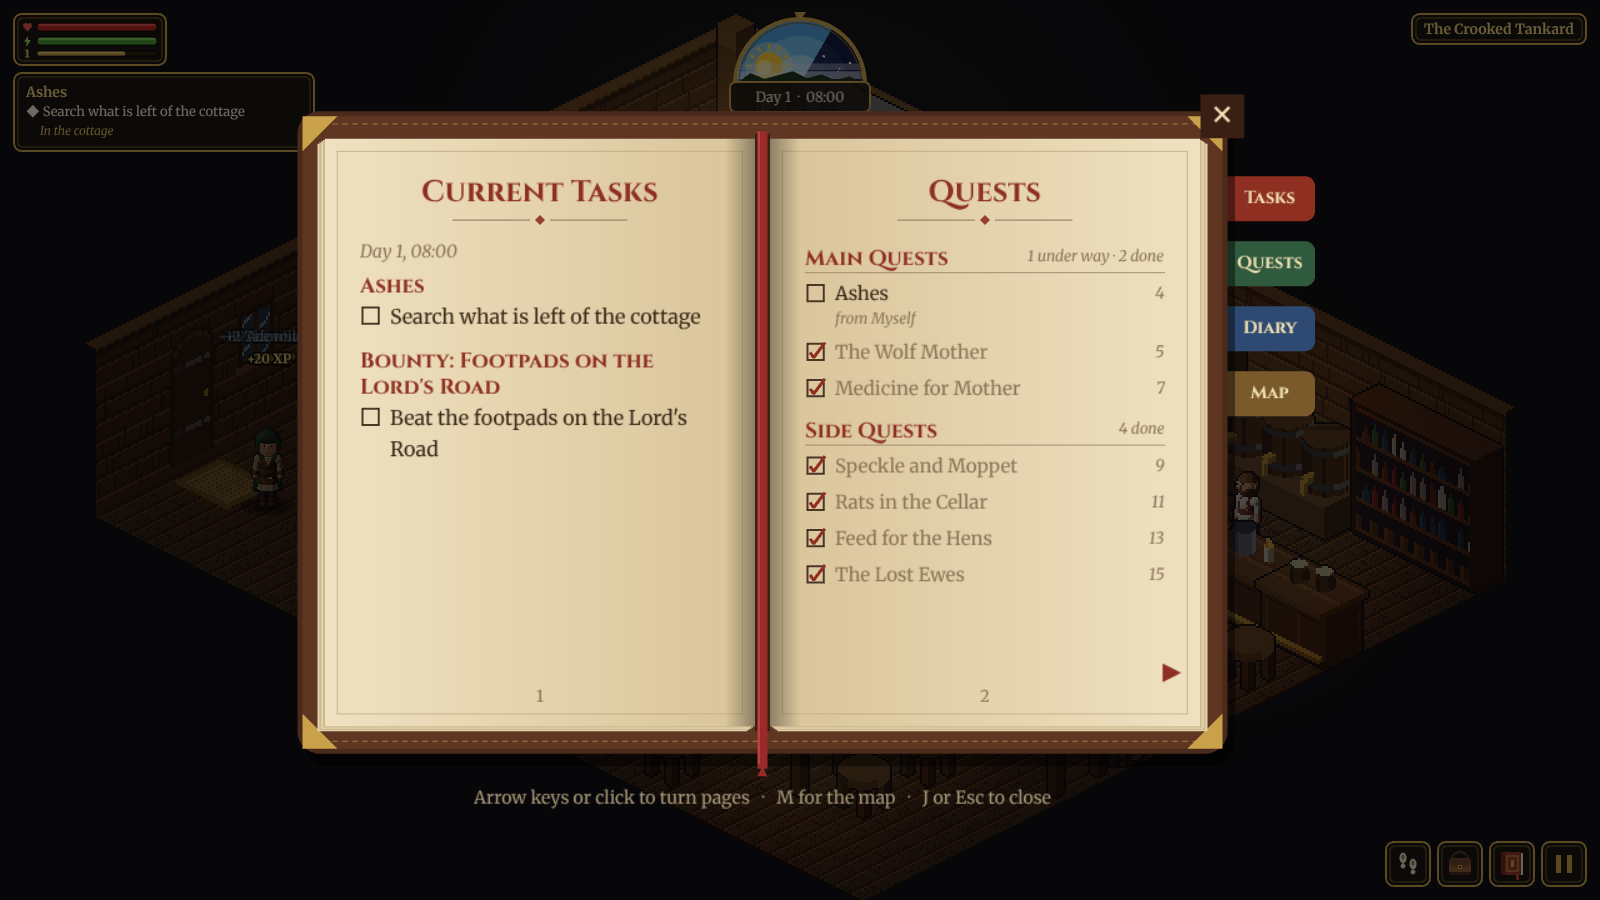 1
Ashes
Search what is left of the cottage
In the cottage
Day 1 · 08:00
The Crooked Tankard
+20 XP
Current Tasks
Day 1, 08:00
Ashes
Search what is left of the cottage
Bounty: Footpads on the
Lord's Road
Beat the footpads on the Lord's
Road
1
Quests
Main Quests 1 under way · 2 done
Ashes 4
from Myself
The Wolf Mother 5
Medicine for Mother 7
Side Quests 4 done
Speckle and Moppet 9
Rats in the Cellar 11
Feed for the Hens 13
The Lost Ewes 15
2
Tasks
Quests
Diary
Map
Arrow keys or click to turn pages · M for the map · J or Esc to close